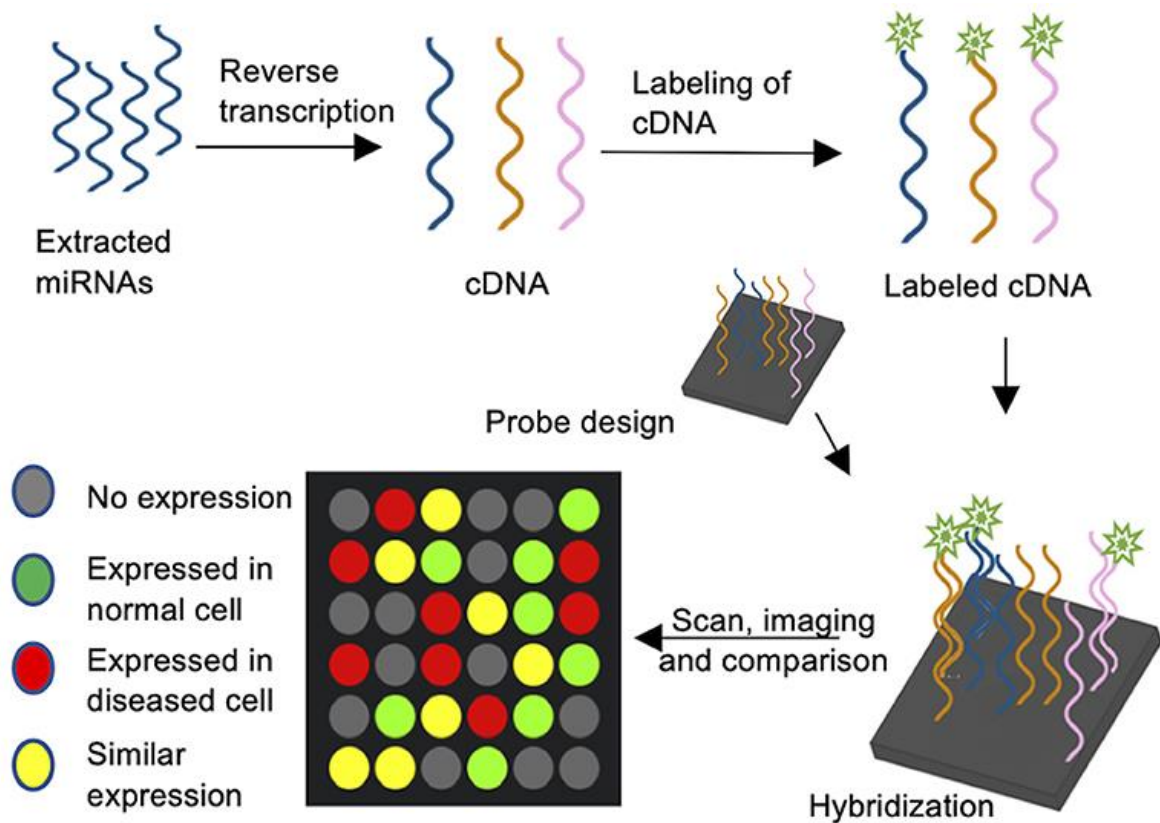 Reverse
transcription
Labeling of
cDNA
Extracted
miRNAs
cDNA
Labeled cDNA
Probe design
No expression
Expressed in
normal cell
Expressed in
diseased cell
Similar
expression
Scan, imaging
and comparison
Hybridization